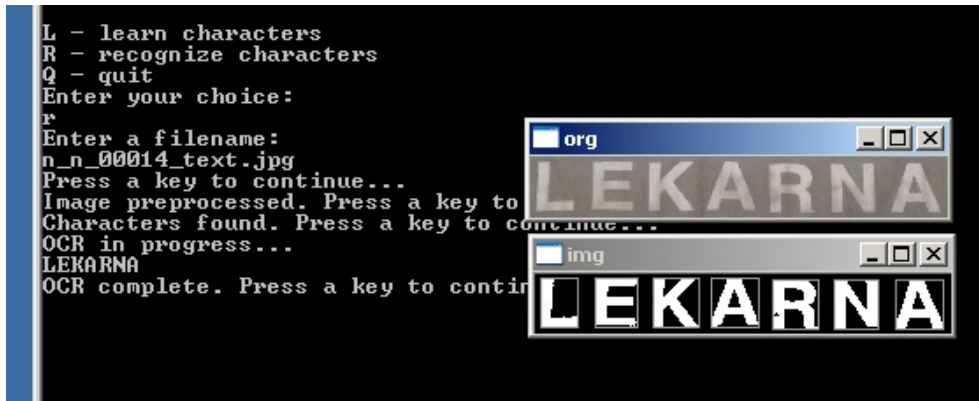 L - learn characters
R - recognize characters
Q - quit
Enter your choice:
r
Enter a filename:
n_n_00014_text.jpg
Press a key to continue...
Image preprocessed. Press a key to
Characters found. Press a key to continue...
OCR in progress...
LEKARNA
OCR complete. Press a key to contin
org
LEKARNA
img
LEKARNA